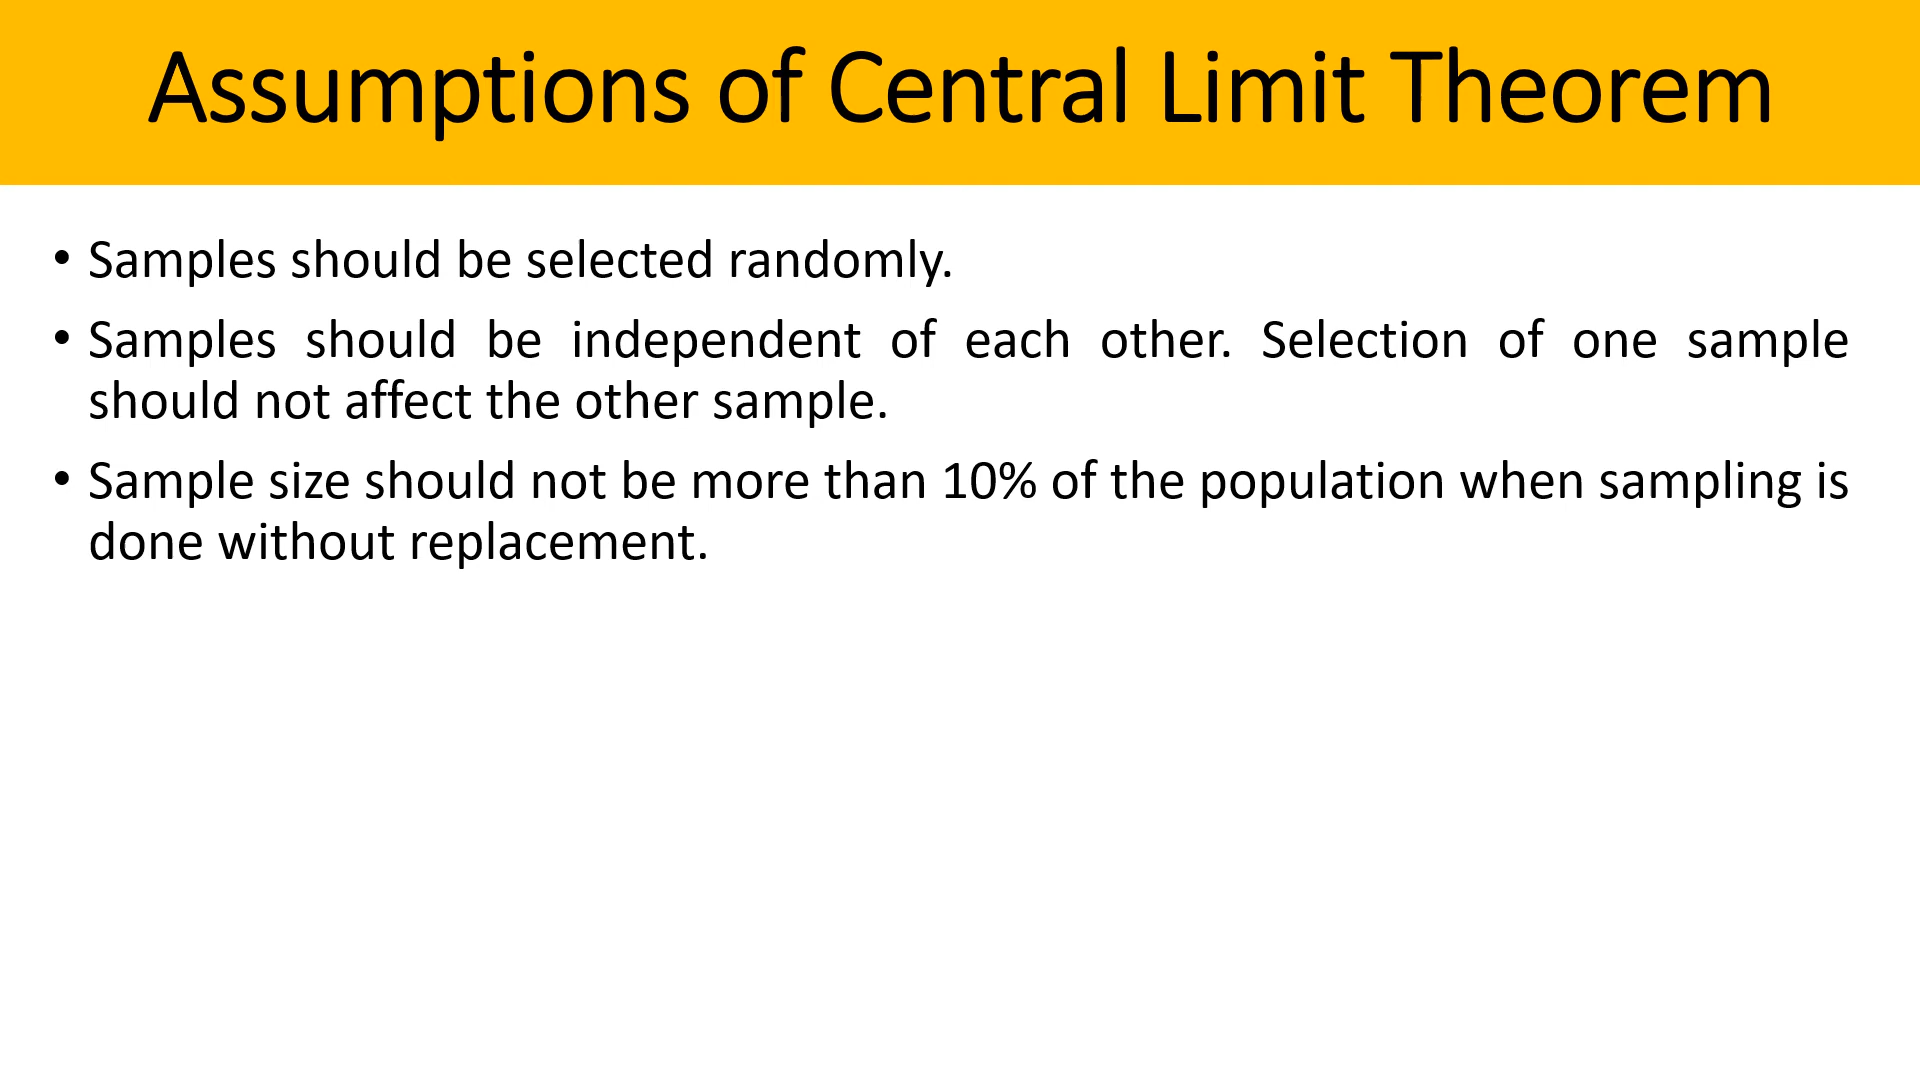 Assumptions of Central Limit Theorem
• Samples should be selected randomly.
• Samples should be independent of each other. Selection of one sample
should not affect the other sample.
• Sample size should not be more than 10% of the population when sampling is
done without replacement.